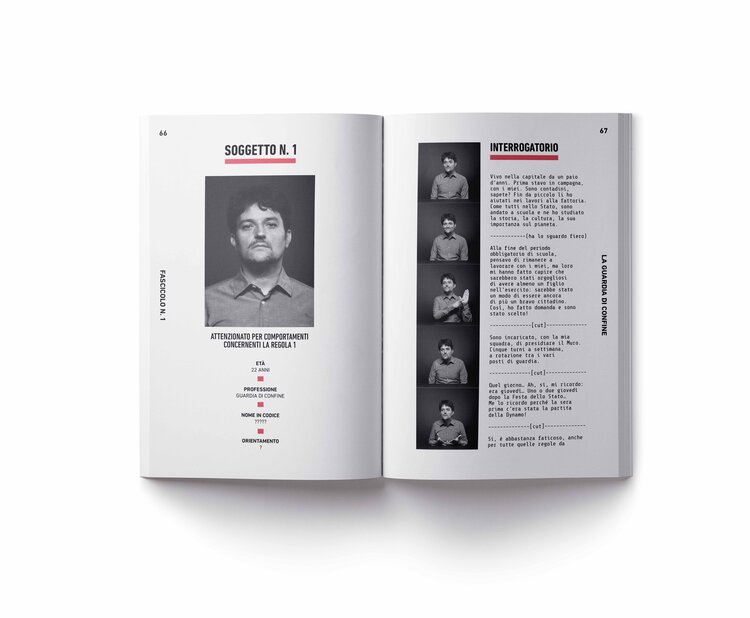 66
SOGGETTO N. 1
FASCICOLO N. 1
ATTENZIONATO PER COMPORTAMENTI
CONCERNENTI LA REGOLA 1
ETÀ
22 ANNI
PROFESSIONE
GUARDIA DI CONFINE
NOME IN CODICE
?????
ORIENTAMENTO
?
67
INTERROGATORIO
Vivo nella capitale da un paio
d'anni. Prima stavo in campagna,
con i miei. Sono contadini,
sapete? Fin da piccolo li ho
aiutati nei lavori alla fattoria.
Come tutti nello Stato, sono
andato a scuola e ne ho studiato
la storia, la cultura, la sua
importanza sul pianeta.
------------(ha lo sguardo fiero)
Alla fine del periodo
obbligatorio di scuola,
pensavo di rimanere a
lavorare con i miei, ma loro
mi hanno fatto capire che
sarebbero stati orgogliosi
di avere almeno un figlio
nell'esercito: sarebbe stato
un modo di essere ancora
di più un bravo cittadino.
Così, ho fatto domanda e sono
stato scelto!
--------------[cut]--------------
Sono incaricato, con la mia
squadra, di presidiare il Muro.
Cinque turni a settimana,
a rotazione tra i vari
posti di guardia.
--------------[cut]--------------
Quel giorno… Ah, sì, mi ricordo:
era giovedì. Uno o due giovedì
dopo la Festa dello Stato…
Me lo ricordo perché la sera
prima c'era stata la partita
della Dynamo!
--------------[cut]--------------
Sì, è abbastanza faticoso, anche
per tutte quelle regole da
LA GUARDIA DI CONFINE